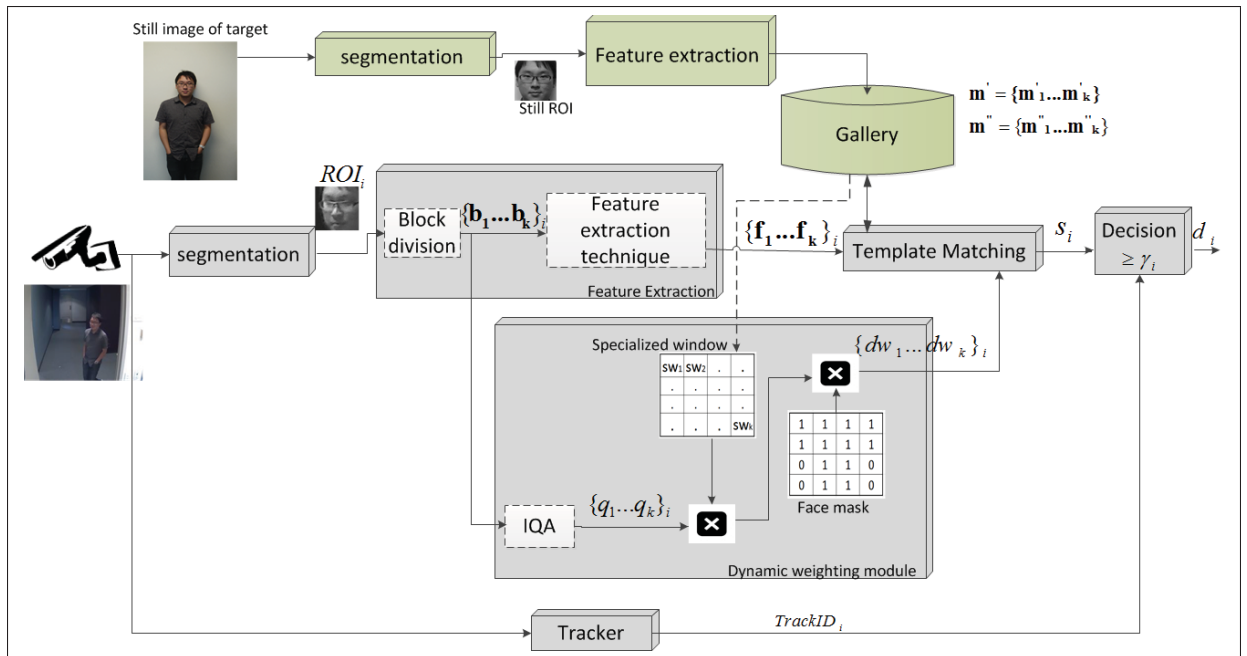 Still image of target
segmentation
Still ROI
Feature extraction
Gallery
m' = {m'₁...m'ₖ}
m'' = {m''₁...m''ₖ}
ROIᵢ
segmentation
Block
division
{b₁...bₖ}ᵢ
Feature
extraction
technique
Feature Extraction
{f₁...fₖ}ᵢ
Template Matching
sᵢ
Decision
≥ γᵢ
dᵢ
Specialized window
sw₁ sw₂ . .
. . . .
. . . .
. . . swₖ
{dw₁...dwₖ}ᵢ
1 1 1 1
1 1 1 1
0 1 1 0
0 1 1 0
Face mask
IQA
{q₁...qₖ}ᵢ
Dynamic weighting module
Tracker
TrackIDᵢ